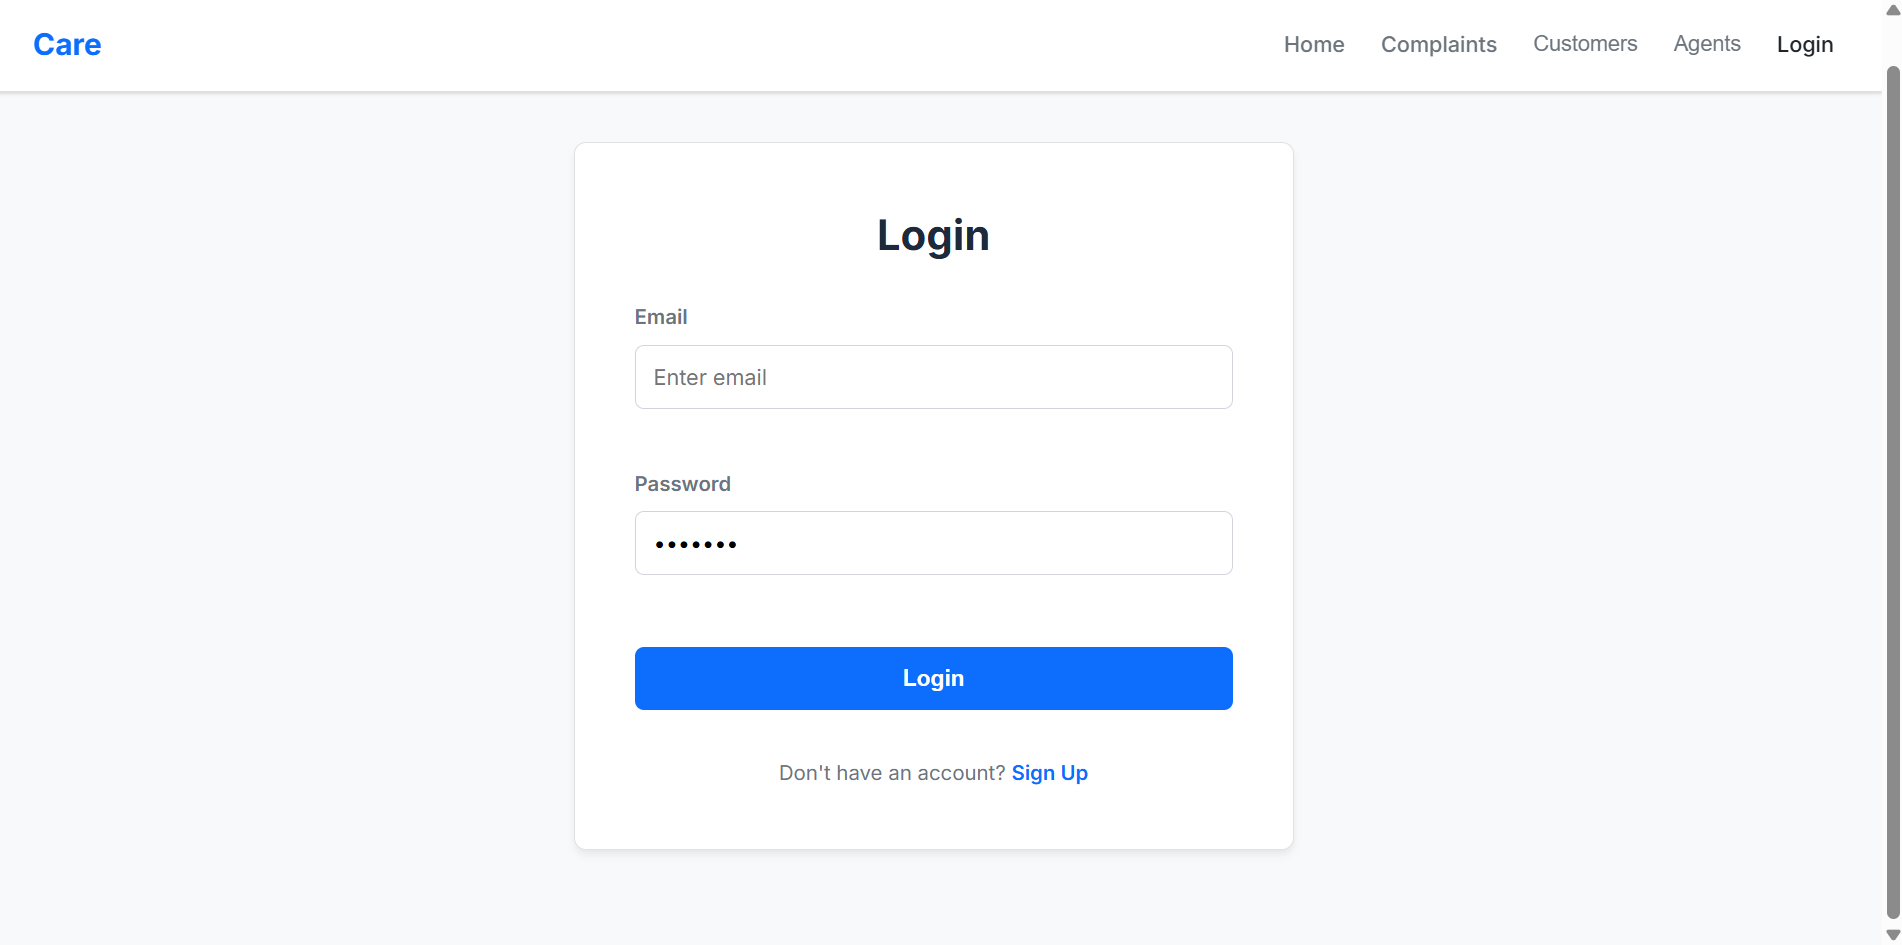 Care
Home Complaints Customers Agents Login
Login
Email
Enter email
Password
•••••••
Login
Don't have an account? Sign Up